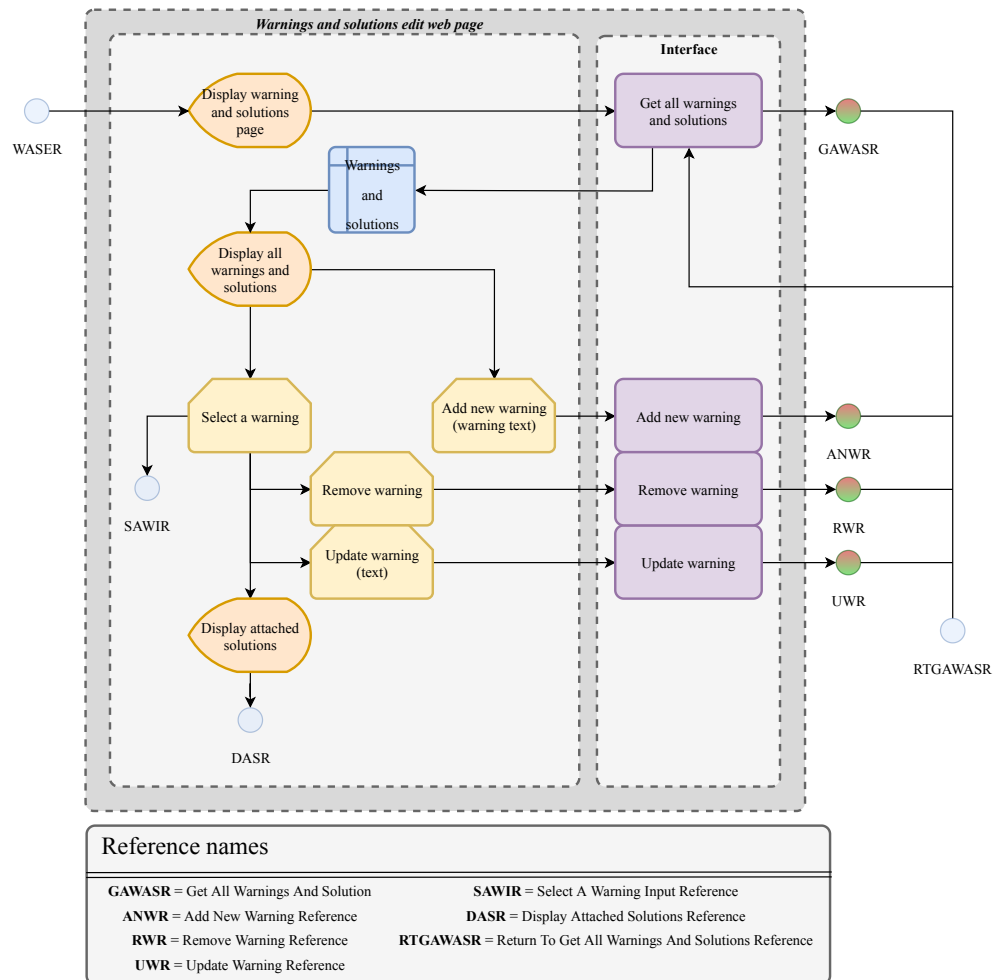 Warnings and solutions edit web page
Interface
Display warning
and solutions
page
Get all warnings
and solutions
WASER
GAWASR
Warnings
and
solutions
Display all
warnings and
solutions
Select a warning
Add new warning
(warning text)
Add new warning
ANWR
SAWIR
Remove warning
Remove warning
RWR
Update warning
(text)
Update warning
UWR
Display attached
solutions
RTGAWASR
DASR
Reference names
GAWASR = Get All Warnings And Solution
SAWIR = Select A Warning Input Reference
ANWR = Add New Warning Reference
DASR = Display Attached Solutions Reference
RWR = Remove Warning Reference
RTGAWASR = Return To Get All Warnings And Solutions Reference
UWR = Update Warning Reference